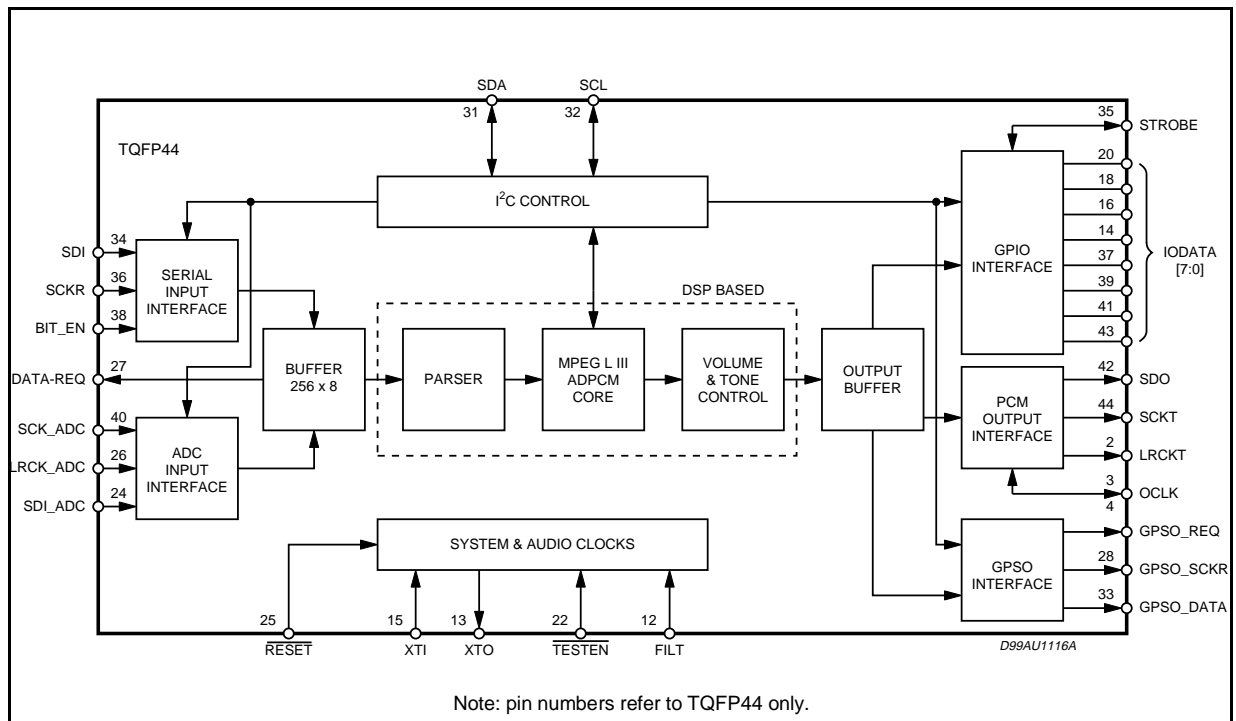 SDA
SCL
31
32
35
STROBE
TQFP44
20
18
16
14
37
39
41
43
IODATA
[7:0]
I2C CONTROL
GPIO
INTERFACE
SDI
34
SCKR
36
BIT_EN
38
SERIAL
INPUT
INTERFACE
DSP BASED
DATA-REQ
27
BUFFER
256 x 8
PARSER
MPEG L III
ADPCM
CORE
VOLUME
& TONE
CONTROL
OUTPUT
BUFFER
SCK_ADC
40
LRCK_ADC
26
SDI_ADC
24
ADC
INPUT
INTERFACE
PCM
OUTPUT
INTERFACE
42
SDO
44
SCKT
2
LRCKT
3
OCLK
4
GPSO_REQ
SYSTEM & AUDIO CLOCKS
GPSO
INTERFACE
28
GPSO_SCKR
33
GPSO_DATA
25
15
13
22
12
RESET
XTI
XTO
TESTEN
FILT
D99AU1116A
Note: pin numbers refer to TQFP44 only.